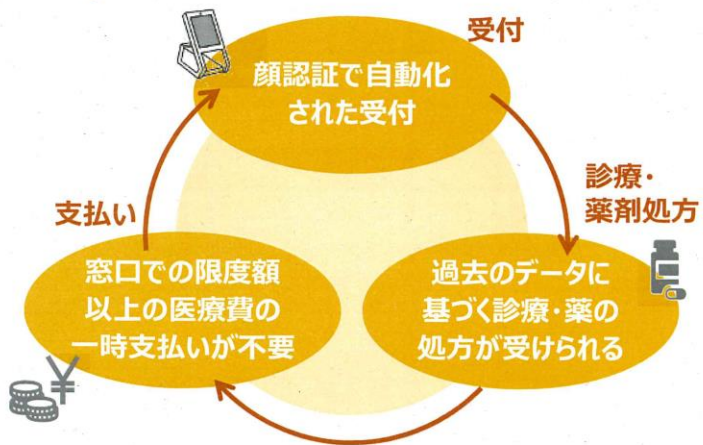 受付
顔認証で自動化
された受付
診療・
薬剤処方
過去のデータに
基づく診療・薬の
処方が受けられる
支払い
窓口での限度額
以上の医療費の
一時支払いが不要
¥